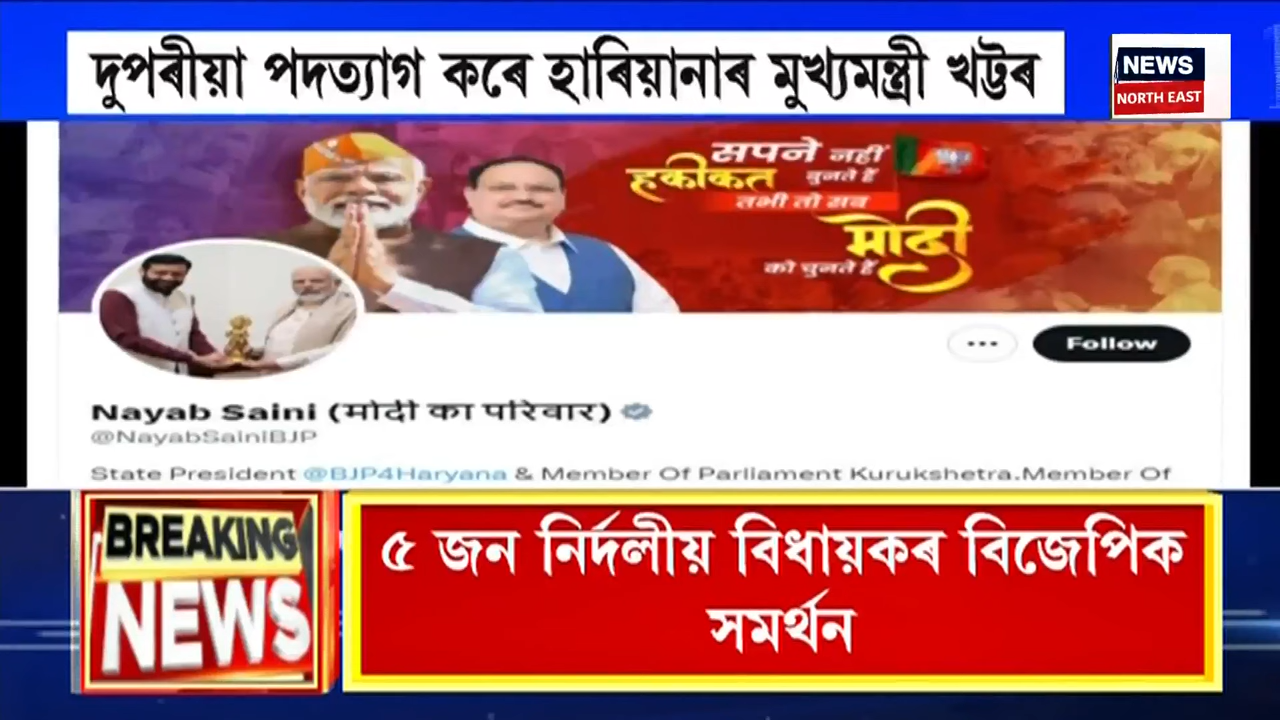 দুপৰীয়া পদত্যাগ কৰে হাৰিয়ানাৰ মুখ্যমন্ত্ৰী খট্টৰ
NEWS
NORTH EAST
सपने नहीं
हकीकत बुनते हैं
तभी तो सब
मोदी
को चुनते हैं
Follow
Nayab Saini (मोदी का परिवार)
@NayabSainiBJP
State President @BJP4Haryana & Member Of Parliament Kurukshetra.Member Of
BREAKING
NEWS
৫ জন নিৰ্দলীয় বিধায়কৰ বিজেপিক
সমৰ্থন